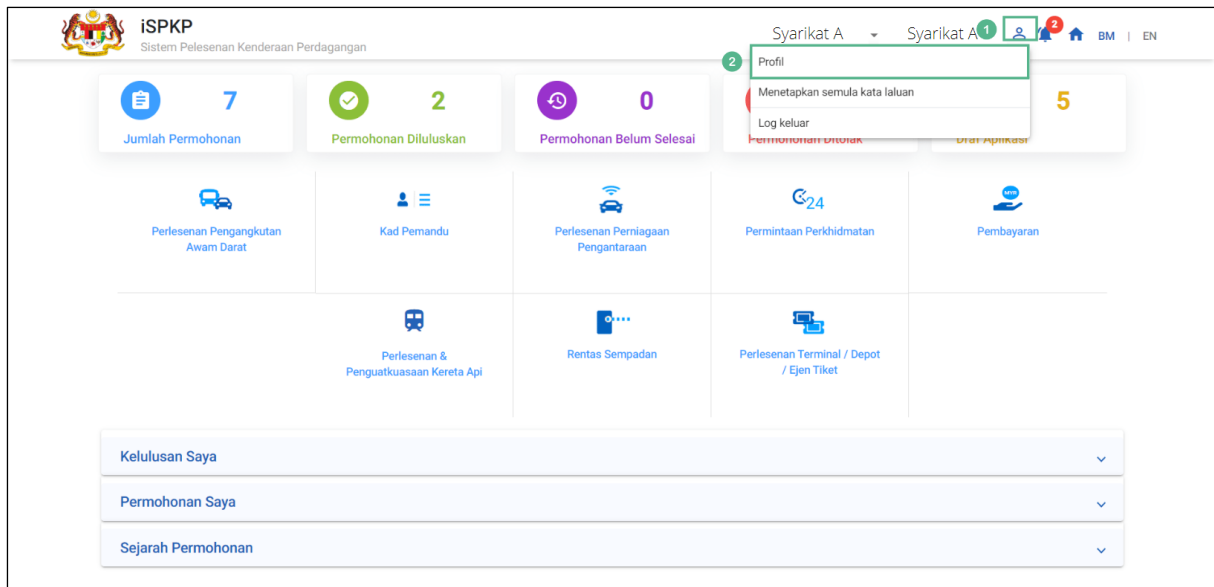 iSPKP
Sistem Pelesenan Kenderaan Perdagangan
Syarikat A
Syarikat A
1
2
BM | EN
2
Profil
Menetapkan semula kata laluan
Log keluar
7
Jumlah Permohonan
2
Permohonan Diluluskan
0
Permohonan Belum Selesai
Permohonan Ditolak
5
Draf Aplikasi
Perlesenan Pengangkutan
Awam Darat
Kad Pemandu
Perlesenan Perniagaan
Pengantaraan
24
Permintaan Perkhidmatan
MYR
Pembayaran
Perlesenan &
Penguatkuasaan Kereta Api
Rentas Sempadan
Perlesenan Terminal / Depot
/ Ejen Tiket
Kelulusan Saya
Permohonan Saya
Sejarah Permohonan